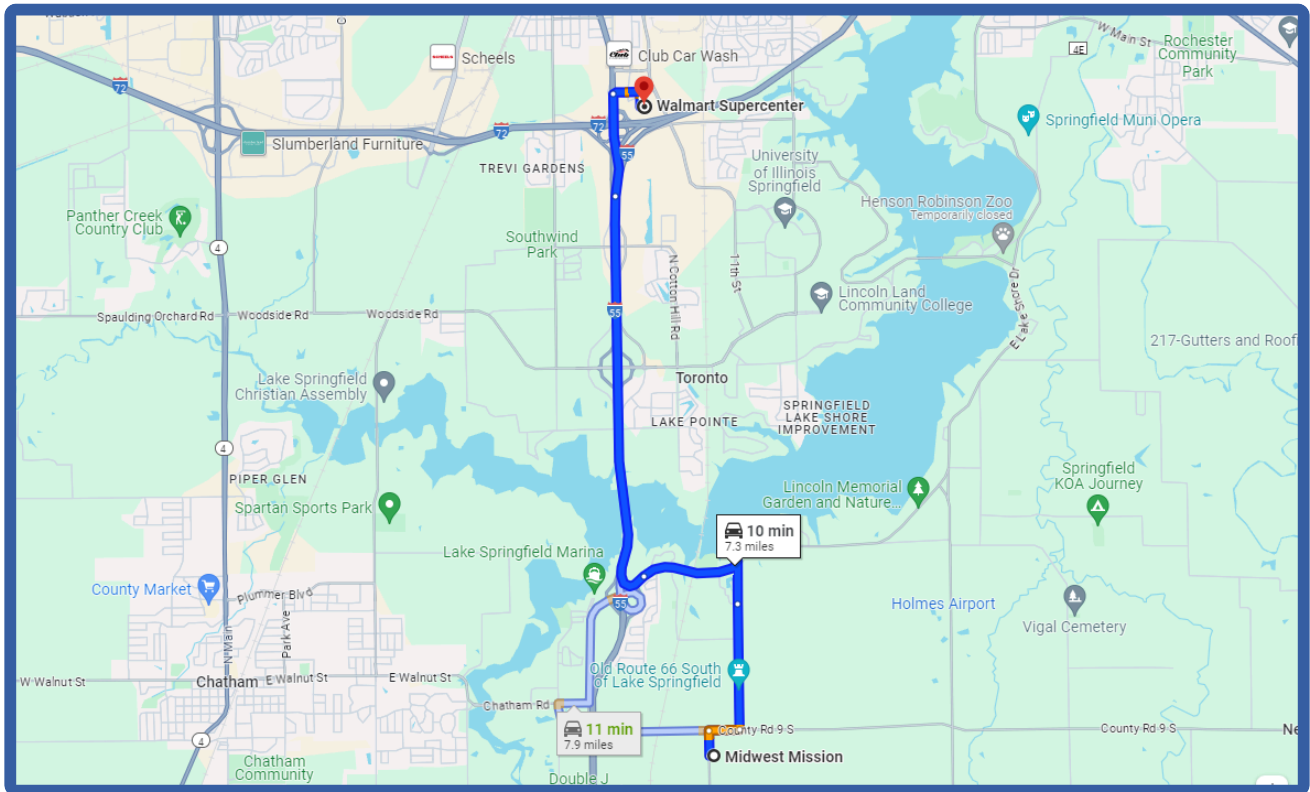 W Main St
Rochester
Community
Park
4E
Scheels
Club Car Wash
72
Walmart Supercenter
Springfield Muni Opera
72
72
Slumberland Furniture
55
TREVI GARDENS
University
of Illinois
Springfield
Henson Robinson Zoo
Temporarily closed
Panther Creek
Country Club
4
Southwind
Park
N Cotton Hill Rd
11th St
Lincoln Land
Community College
E Lake Shore Dr
55
Spaulding Orchard Rd
Woodside Rd
Woodside Rd
217-Gutters and Roofi
Toronto
Lake Springfield
Christian Assembly
SPRINGFIELD
LAKE SHORE
IMPROVEMENT
LAKE POINTE
4
PIPER GLEN
Spartan Sports Park
Springfield
KOA Journey
Lincoln Memorial
Garden and Nature...
10 min
7.3 miles
Lake Springfield Marina
County Market
Plummer Blvd
55
Holmes Airport
Vigal Cemetery
Park Ave
N Main
Old Route 66 South
of Lake Springfield
W Walnut St
Chatham
E Walnut St
E Walnut St
Chatham Rd
11 min
7.9 miles
County Rd 9 S
County Rd 9 S
Ne
4
Midwest Mission
Chatham
Community
Double J